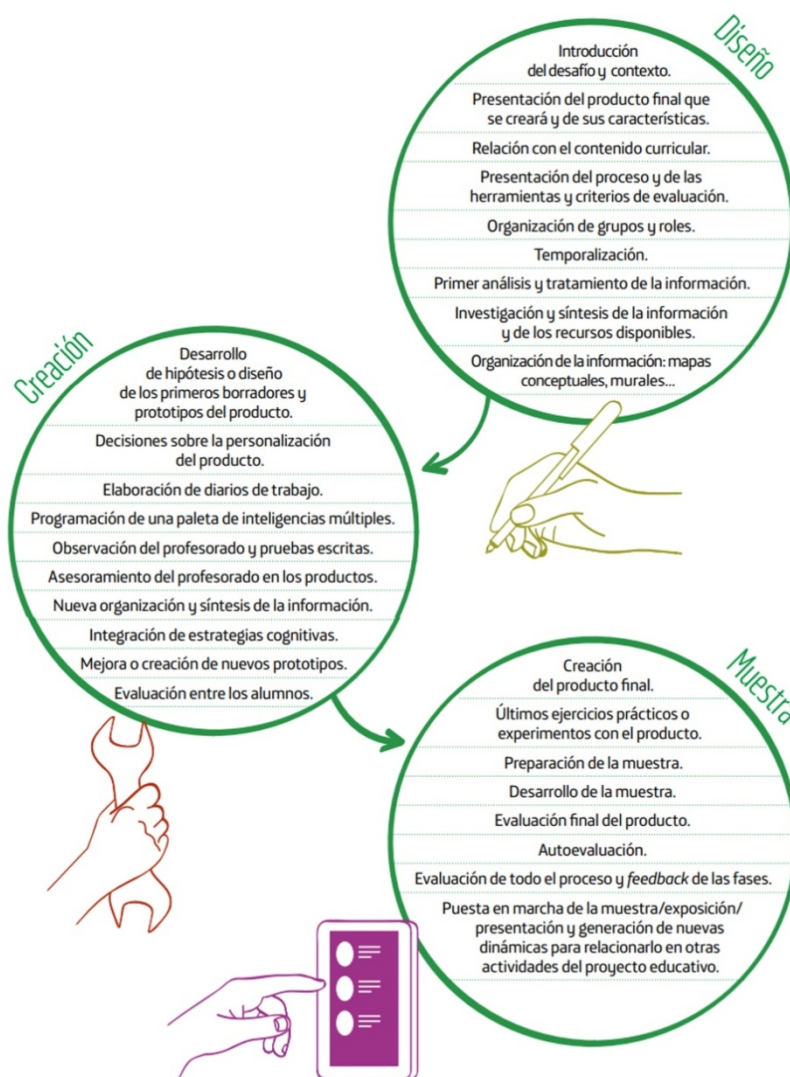 Diseño
Introducción
del desafío y contexto.
Presentación del producto final que
se creará y de sus características.
Relación con el contenido curricular.
Presentación del proceso y de las
herramientas y criterios de evaluación.
Organización de grupos y roles.
Temporalización.
Primer análisis y tratamiento de la información.
Investigación y síntesis de la información
y de los recursos disponibles.
Organización de la información: mapas
conceptuales, murales...
Creación
Desarrollo
de hipótesis o diseño
de los primeros borradores y
prototipos del producto.
Decisiones sobre la personalización
del producto.
Elaboración de diarios de trabajo.
Programación de una paleta de inteligencias múltiples.
Observación del profesorado y pruebas escritas.
Asesoramiento del profesorado en los productos.
Nueva organización y síntesis de la información.
Integración de estrategias cognitivas.
Mejora o creación de nuevos prototipos.
Evaluación entre los alumnos.
Muestra
Creación
del producto final.
Últimos ejercicios prácticos o
experimentos con el producto.
Preparación de la muestra.
Desarrollo de la muestra.
Evaluación final del producto.
Autoevaluación.
Evaluación de todo el proceso y feedback de las fases.
Puesta en marcha de la muestra/exposición/
presentación y generación de nuevas
dinámicas para relacionarlo en otras
actividades del proyecto educativo.